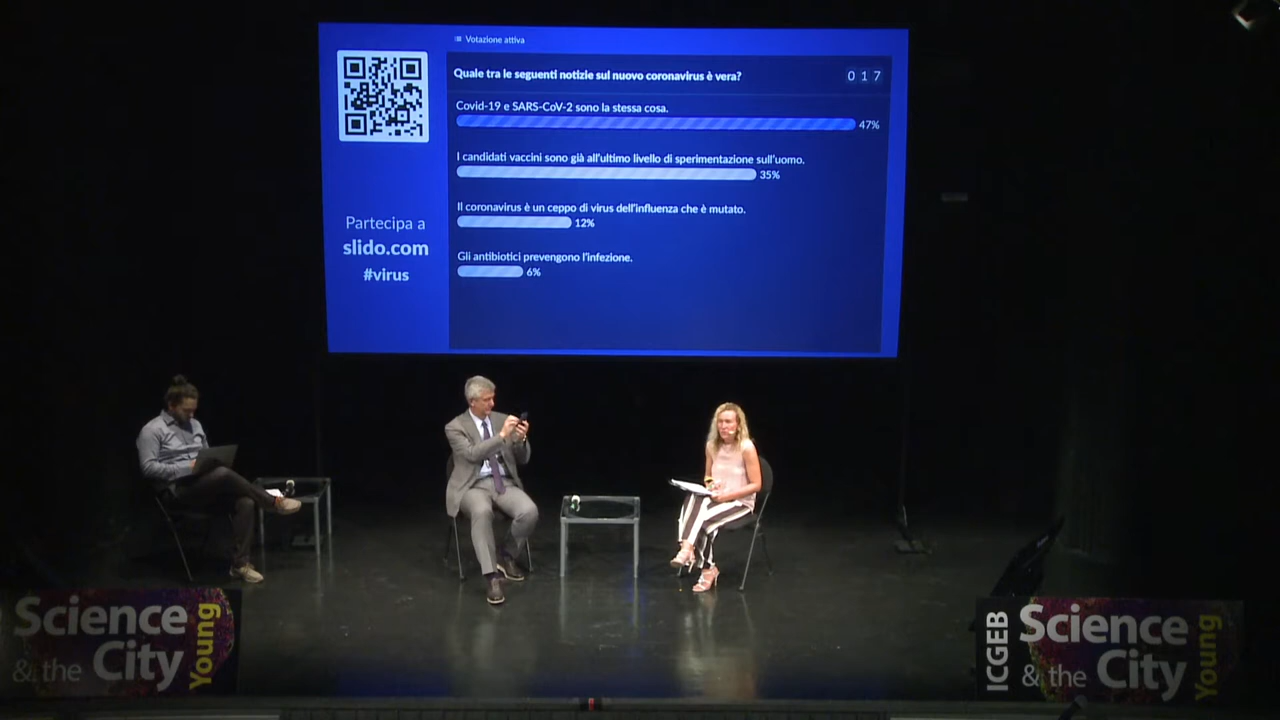 Votazione attiva
Quale tra le seguenti notizie sul nuovo coronavirus è vera?
0 1 7
Covid-19 e SARS-CoV-2 sono la stessa cosa.
47%
I candidati vaccini sono già all'ultimo livello di sperimentazione sull'uomo.
35%
Il coronavirus è un ceppo di virus dell'influenza che è mutato.
12%
Gli antibiotici prevengono l'infezione.
6%
Partecipa a
slido.com
#virus
Science
& the City
Young
ICGEB
Science
& the City
Young